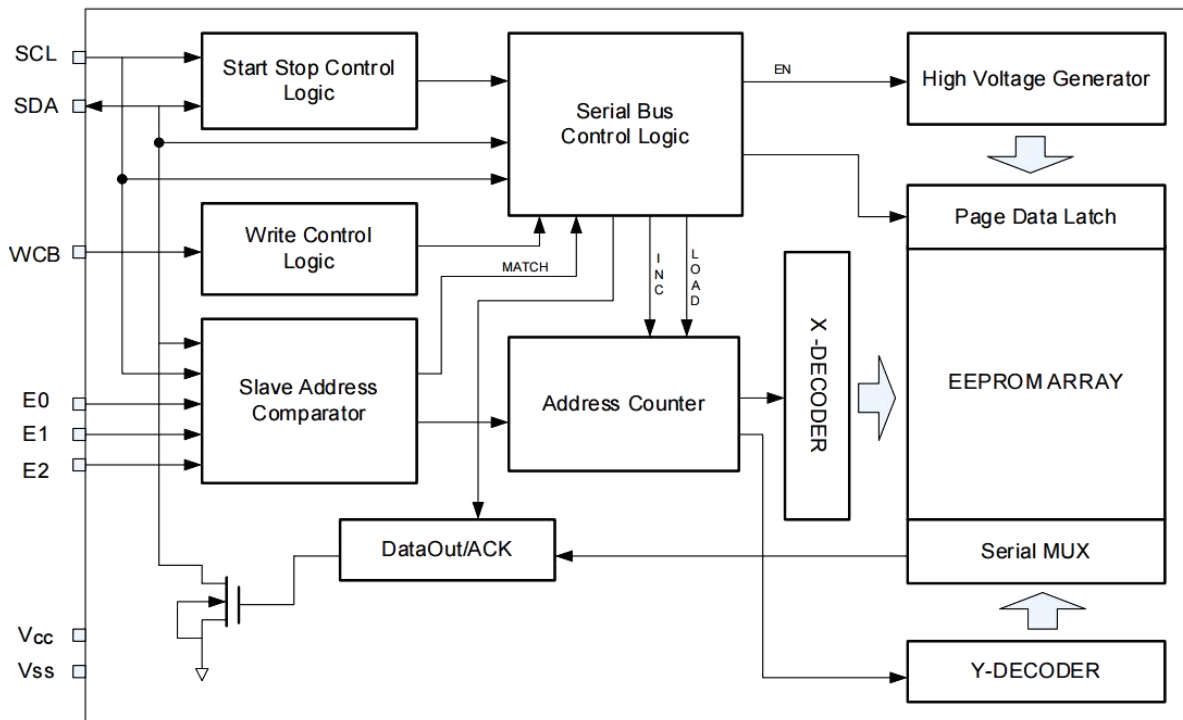 SCL
SDA
WCB
E0
E1
E2
Vcc
Vss
Start Stop Control
Logic
Serial Bus
Control Logic
EN
High Voltage Generator
Write Control
Logic
MATCH
INC
LOAD
Page Data Latch
Slave Address
Comparator
Address Counter
X-DECODER
EEPROM ARRAY
DataOut/ACK
Serial MUX
Y-DECODER